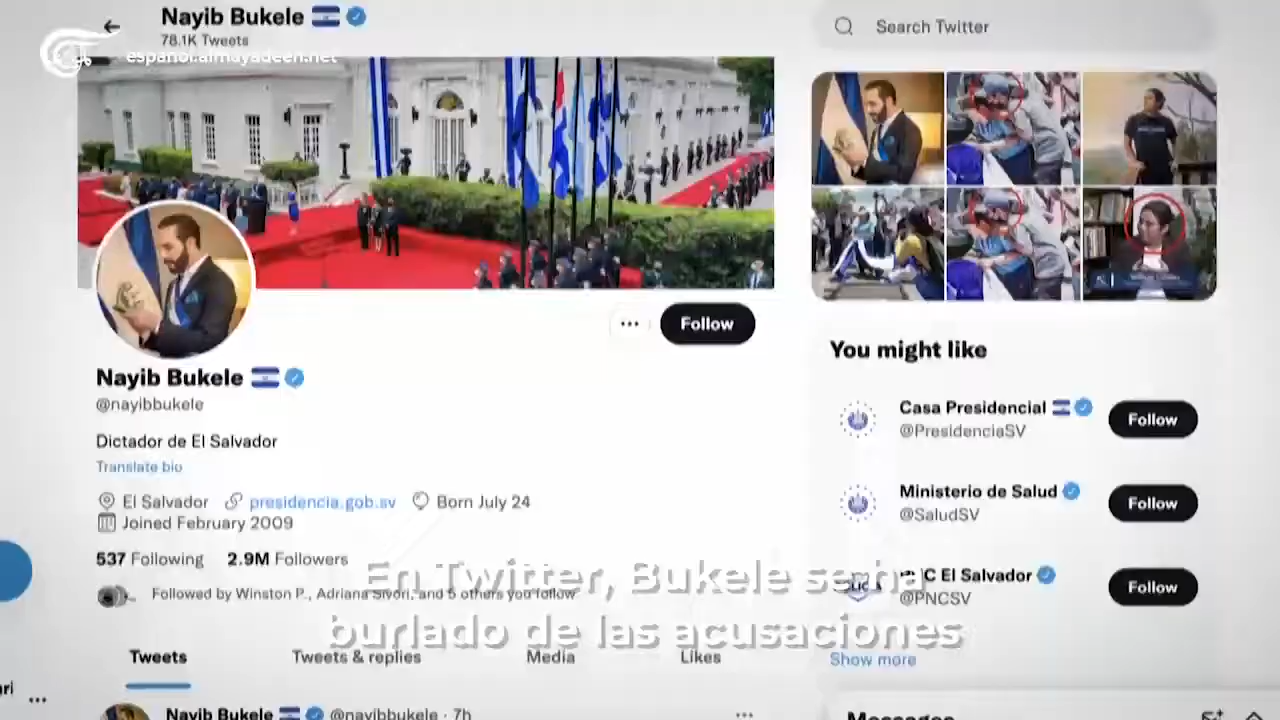 Nayib Bukele
78.1K Tweets
espanol.almayadeen.net
Search Twitter
Follow
Nayib Bukele
@nayibbukele
Dictador de El Salvador
Translate bio
El Salvador presidencia.gob.sv Born July 24
Joined February 2009
537 Following 2.9M Followers
Followed by Winston P., Adriana Sivori, and 5 others you follow
En Twitter, Bukele se ha
burlado de las acusaciones
Tweets Tweets & replies Media Likes
Nayib Bukele @nayibbukele · 7h
You might like
Casa Presidencial
@PresidenciaSV
Follow
Ministerio de Salud
@SaludSV
Follow
El Salvador
@PNCSV
Follow
Show more
Messages